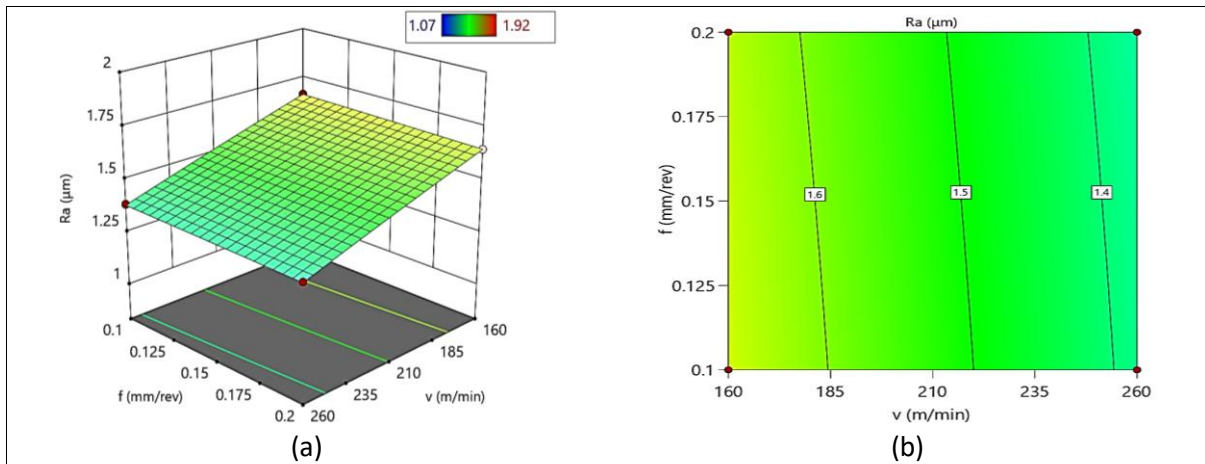 1.07 1.92
2
1.75
1.5
1.25
1
Ra (µm)
0.1
0.125
0.15
0.175
0.2
f (mm/rev)
160
185
210
235
260
v (m/min)
(a)
Ra (µm)
0.2
0.175
0.15
0.125
0.1
f (mm/rev)
1.6 1.5 1.4
160 185 210 235 260
v (m/min)
(b)